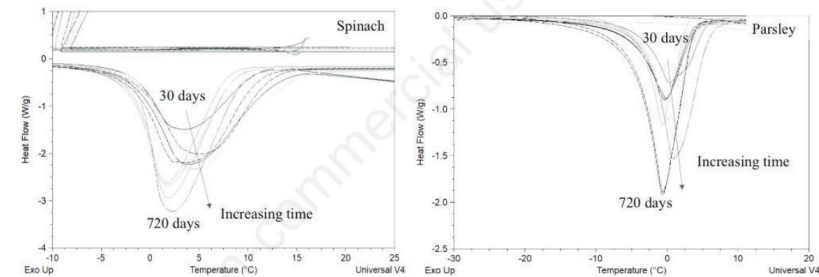 Spinach
1
0
-1
-2
-3
-4
Heat Flow (W/g)
30 days
720 days
Increasing time
-10
-5
0
5
10
15
20
25
Exo Up
Temperature (°C)
Universal V4
Parsley
0.0
-0.5
-1.0
-1.5
-2.0
-2.5
Heat Flow (W/g)
30 days
Increasing time
720 days
-30
-20
-10
0
10
20
Exo Up
Temperature (°C)
Universal V4
commercial